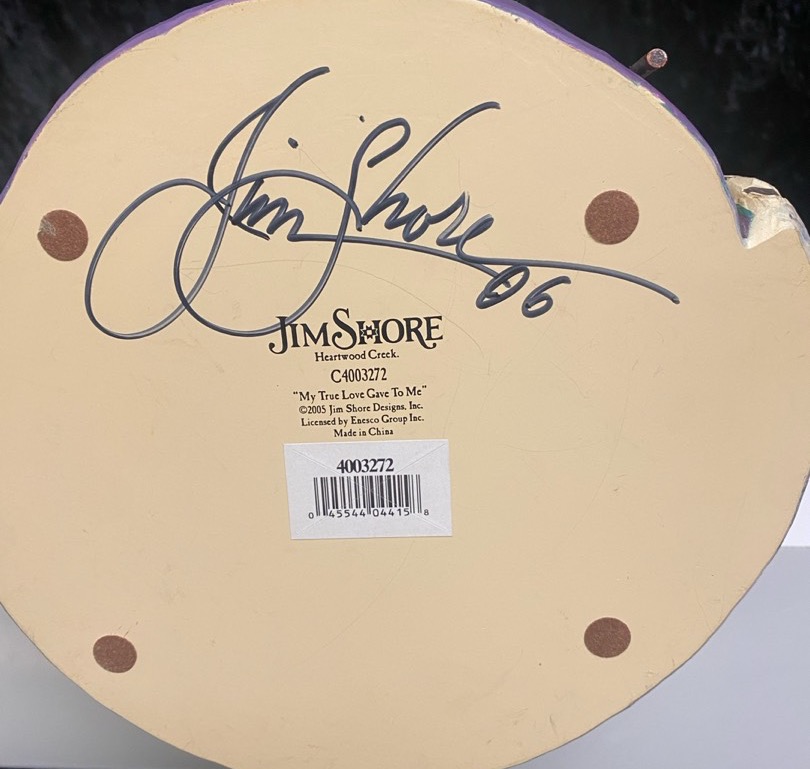 Jim Shore
06
JIM SHORE
Heartwood Creek.
C4003272
"My True Love Gave To Me"
©2005 Jim Shore Designs, Inc.
Licensed by Enesco Group Inc.
Made in China
4003272
0 45544 04415 8